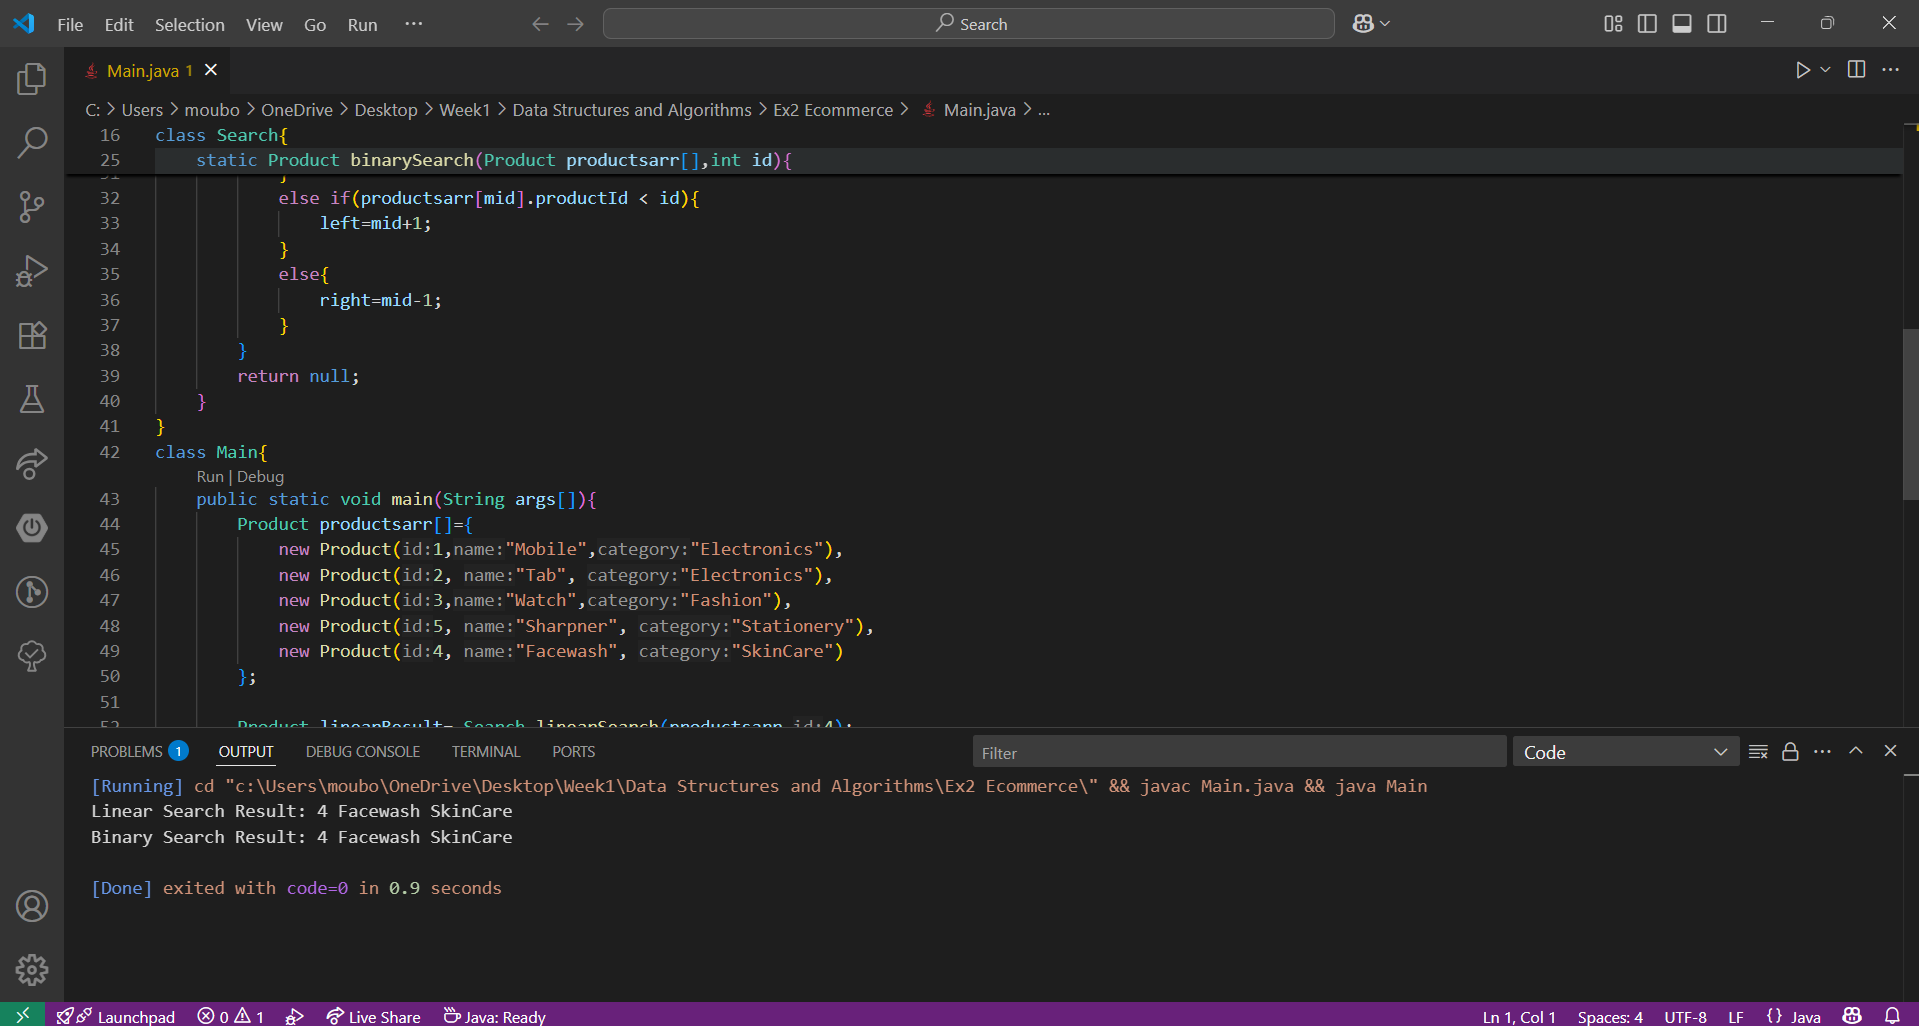 File Edit Selection View Go Run ··· Search
Main.java 1
C: > Users > moubo > OneDrive > Desktop > Week1 > Data Structures and Algorithms > Ex2 Ecommerce > Main.java > ...
16 class Search{
25 static Product binarySearch(Product productsarr[],int id){
31 }
32 else if(productsarr[mid].productId < id){
33 left=mid+1;
34 }
35 else{
36 right=mid-1;
37 }
38 }
39 return null;
40 }
41 }
42 class Main{
Run | Debug
43 public static void main(String args[]){
44 Product productsarr[]={
45 new Product(id:1,name:"Mobile",category:"Electronics"),
46 new Product(id:2, name:"Tab", category:"Electronics"),
47 new Product(id:3,name:"Watch",category:"Fashion"),
48 new Product(id:5, name:"Sharpner", category:"Stationery"),
49 new Product(id:4, name:"Facewash", category:"SkinCare")
50 };
51
52 Product linearResult= Search.linearSearch(productsarr,id:4);
PROBLEMS 1 OUTPUT DEBUG CONSOLE TERMINAL PORTS Filter Code
[Running] cd "c:\Users\moubo\OneDrive\Desktop\Week1\Data Structures and Algorithms\Ex2 Ecommerce\" && javac Main.java && java Main
Linear Search Result: 4 Facewash SkinCare
Binary Search Result: 4 Facewash SkinCare
[Done] exited with code=0 in 0.9 seconds
Launchpad 0 1 Live Share Java: Ready Ln 1, Col 1 Spaces: 4 UTF-8 LF {} Java